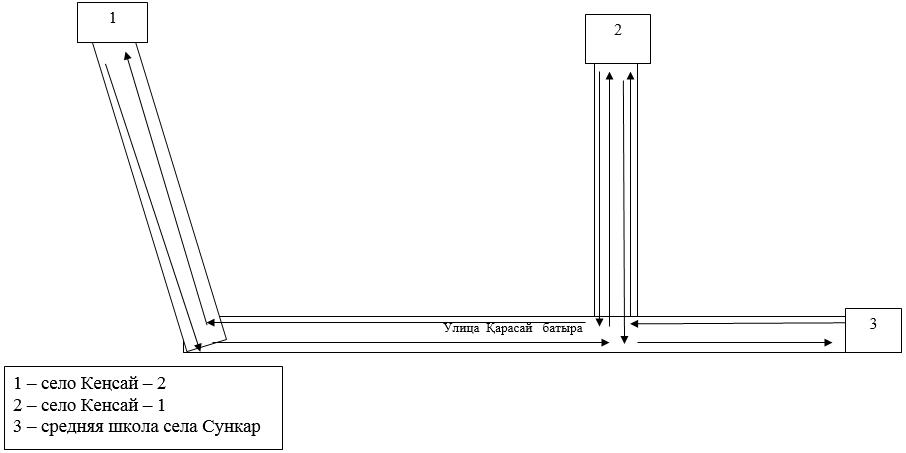 1
2
Улица Қарасай батыра
3
1 – село Кеңсай – 2
2 – село Кенсай – 1
3 – средняя школа села Сункар